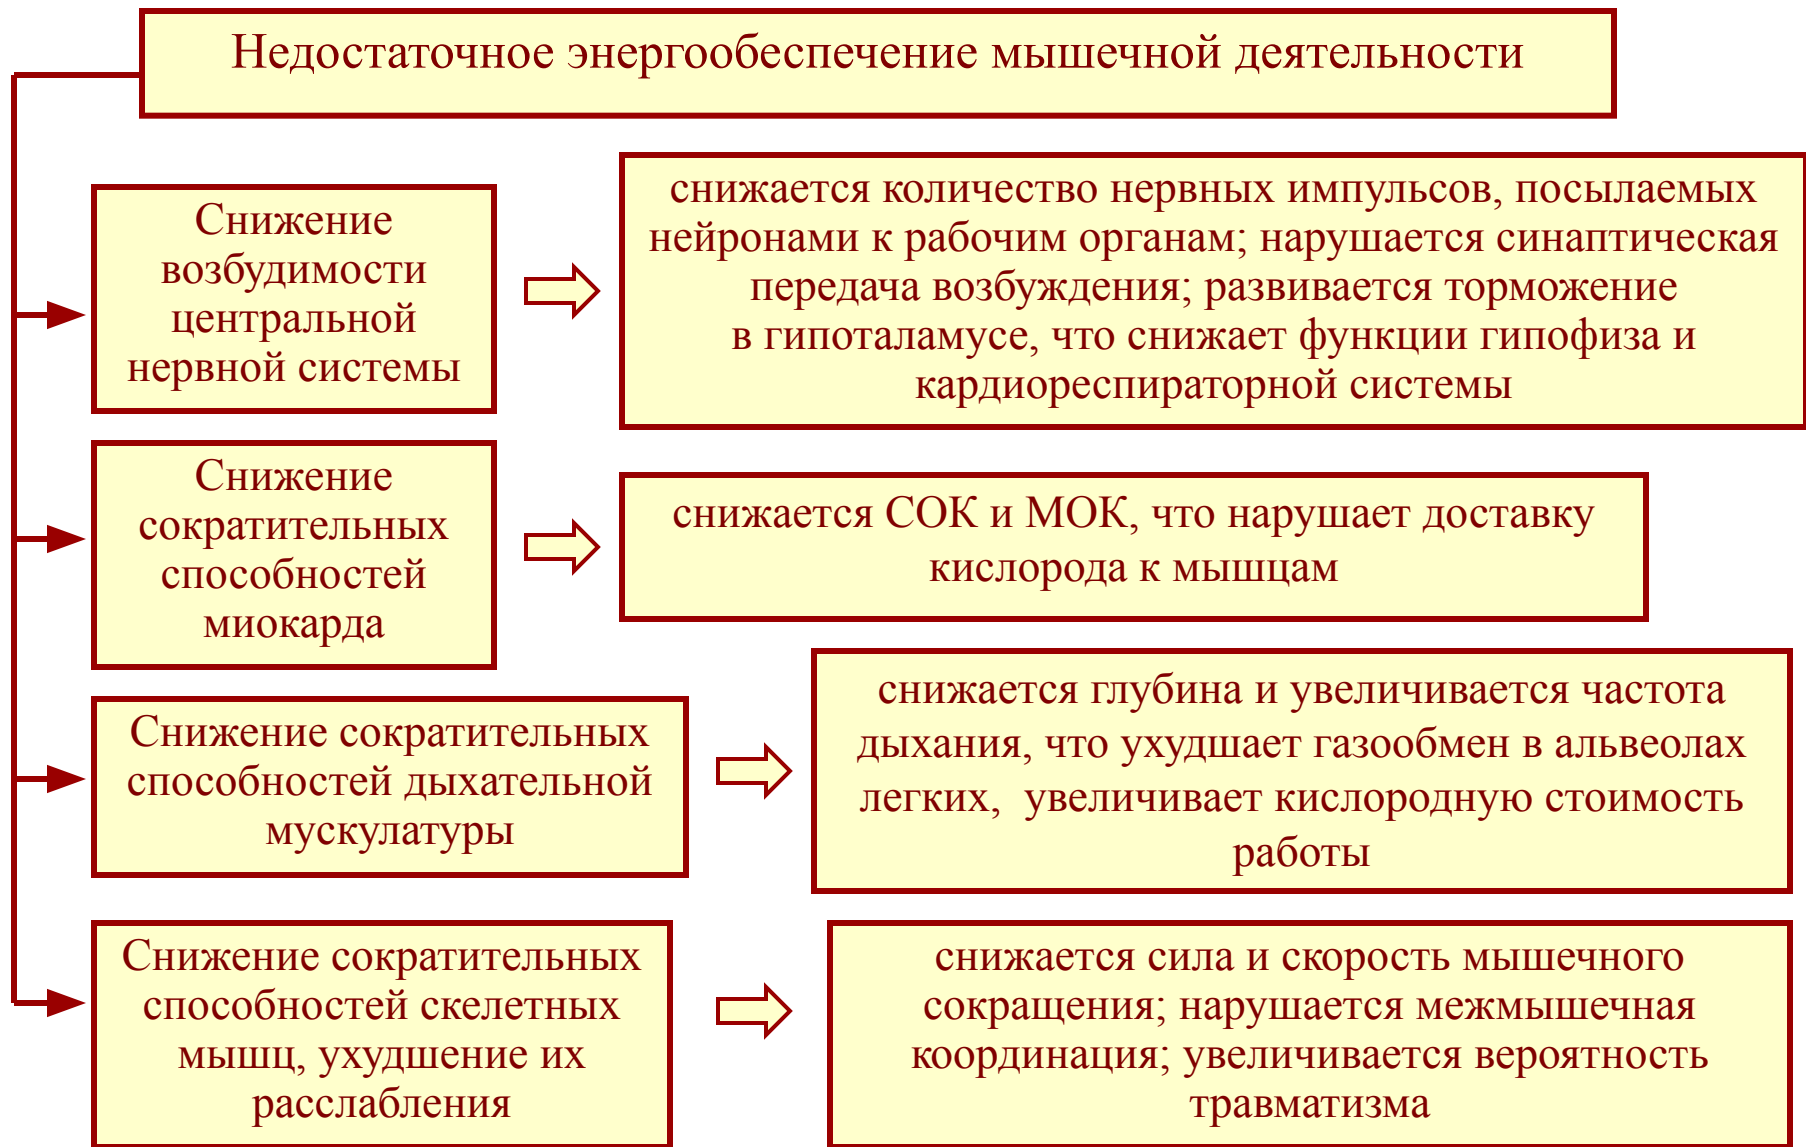 Недостаточное энергообеспечение мышечной деятельности
Снижение
возбудимости
центральной
нервной системы
снижается количество нервных импульсов, посылаемых
нейронами к рабочим органам; нарушается синаптическая
передача возбуждения; развивается торможение
в гипоталамусе, что снижает функции гипофиза и
кардиореспираторной системы
Снижение
сократительных
способностей
миокарда
снижается СОК и МОК, что нарушает доставку
кислорода к мышцам
Снижение сократительных
способностей дыхательной
мускулатуры
снижается глубина и увеличивается частота
дыхания, что ухудшает газообмен в альвеолах
легких, увеличивает кислородную стоимость
работы
Снижение сократительных
способностей скелетных
мышц, ухудшение их
расслабления
снижается сила и скорость мышечного
сокращения; нарушается межмышечная
координация; увеличивается вероятность
травматизма